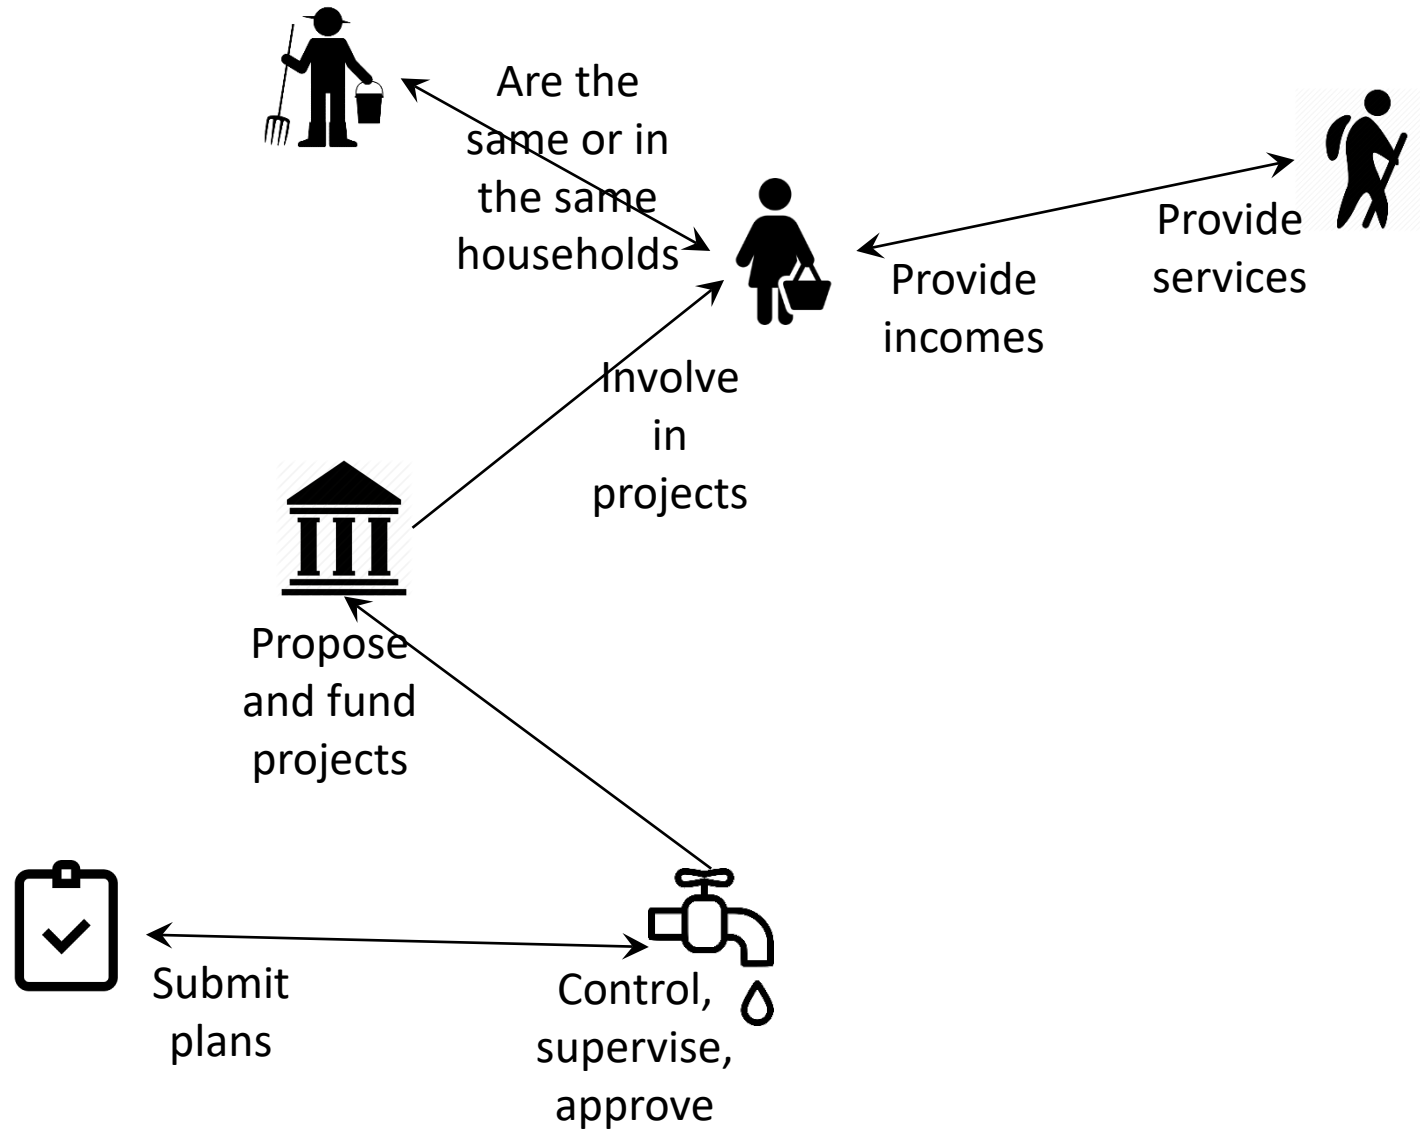 Are the
same or in
the same
households
Provide
services
Provide
incomes
Involve
in
projects
Propose
and fund
projects
Submit
plans
Control,
supervise,
approve